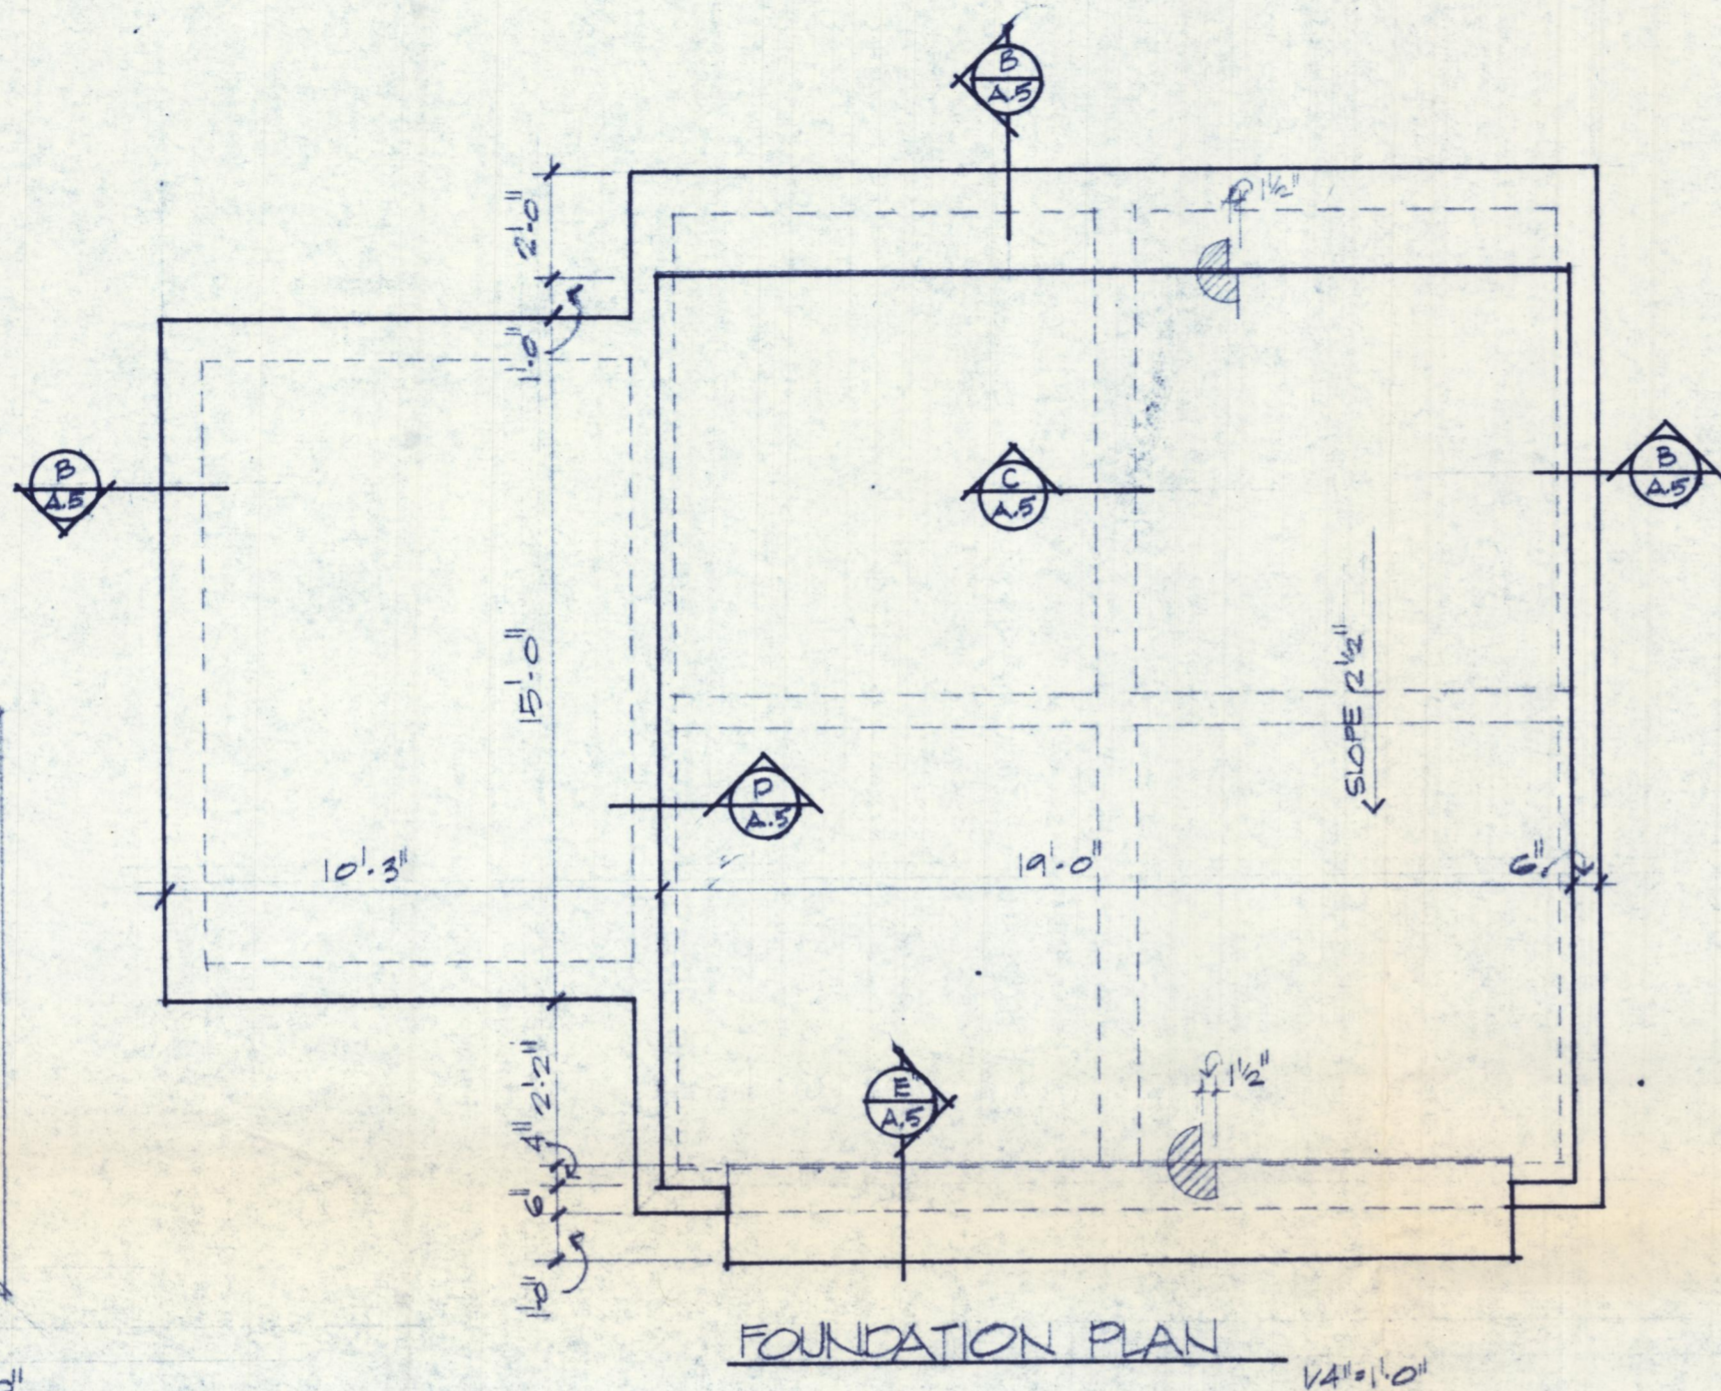 B
A.5
1½"
2'-0"
1'-0"
B
A.5
C
A.5
B
A.5
15'-0"
SLOPE 2½"
D
A.5
10'-3"
19'-0"
6"
2'-2"
4"
E
A.5
1½"
6"
1'-0"
FOUNDATION PLAN
1/4"=1'-0"